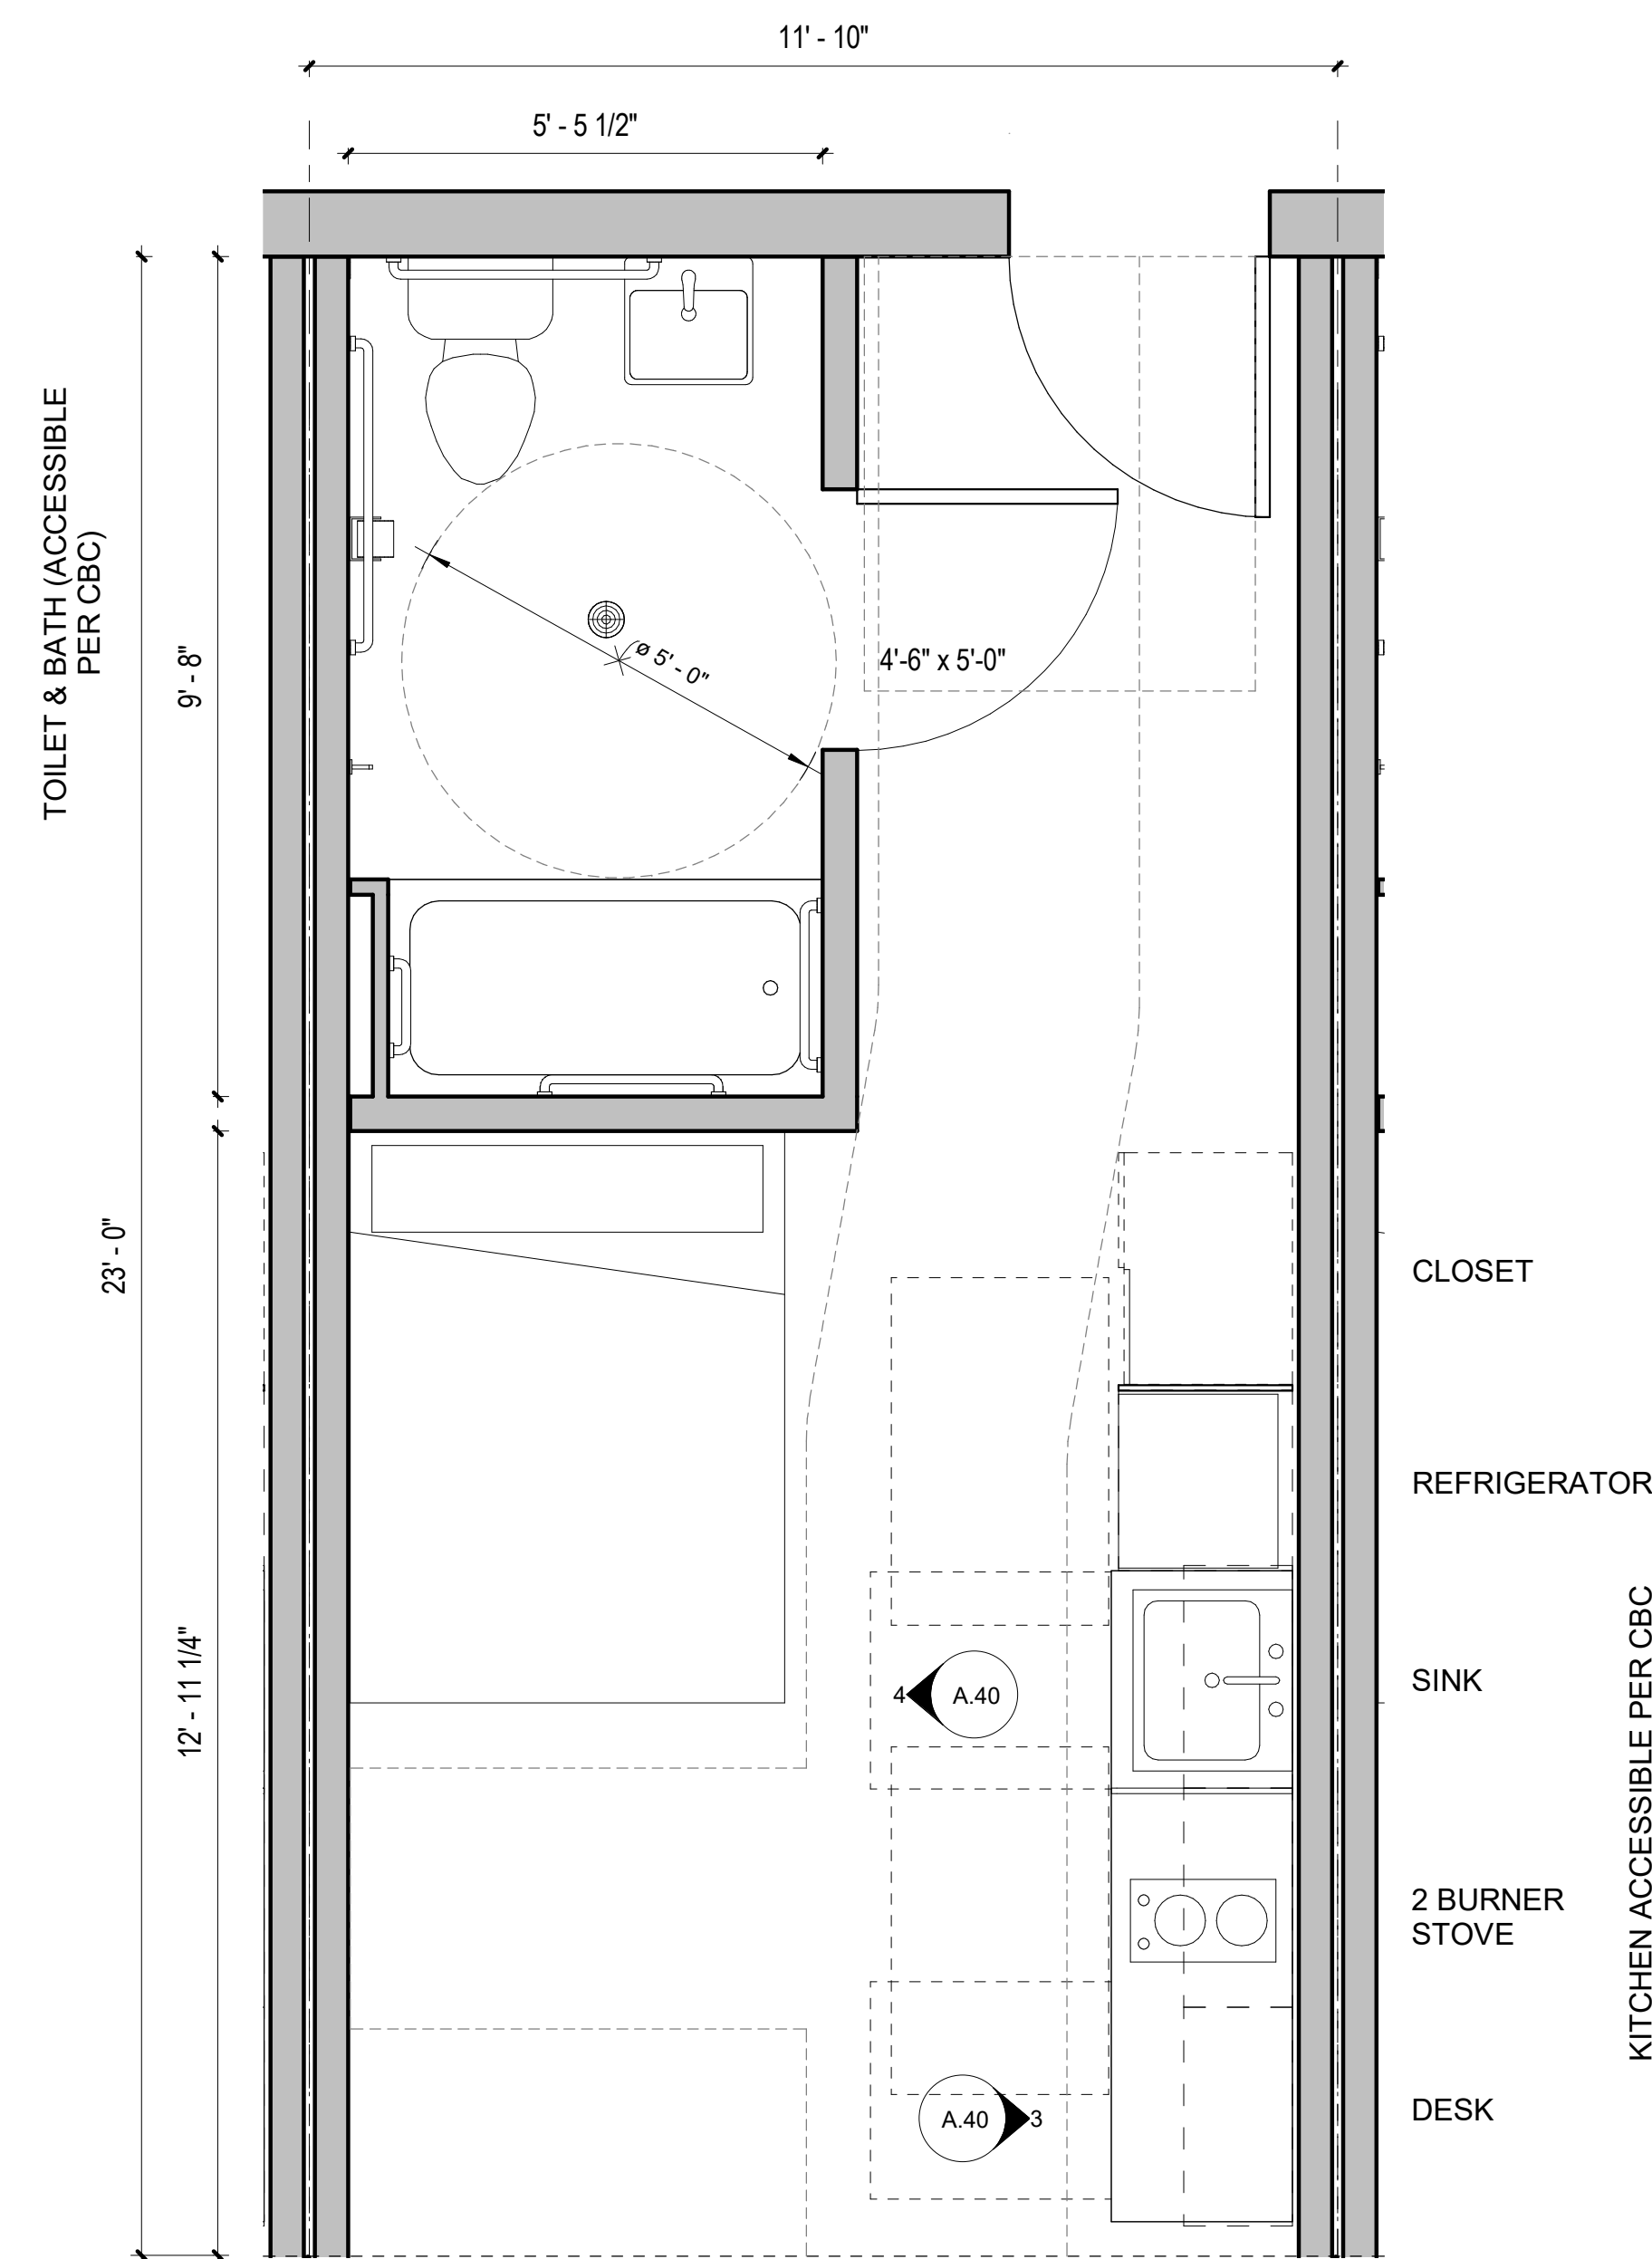 11' - 10"
5' - 5 1/2"
TOILET & BATH (ACCESSIBLE
PER CBC)
9' - 8"
ø 5' - 0"
4'-6" x 5'-0"
23' - 0"
CLOSET
REFRIGERATOR
12' - 11 1/4"
KITCHEN ACCESSIBLE PER CBC
SINK
4
A.40
2 BURNER
STOVE
A.40
3
DESK